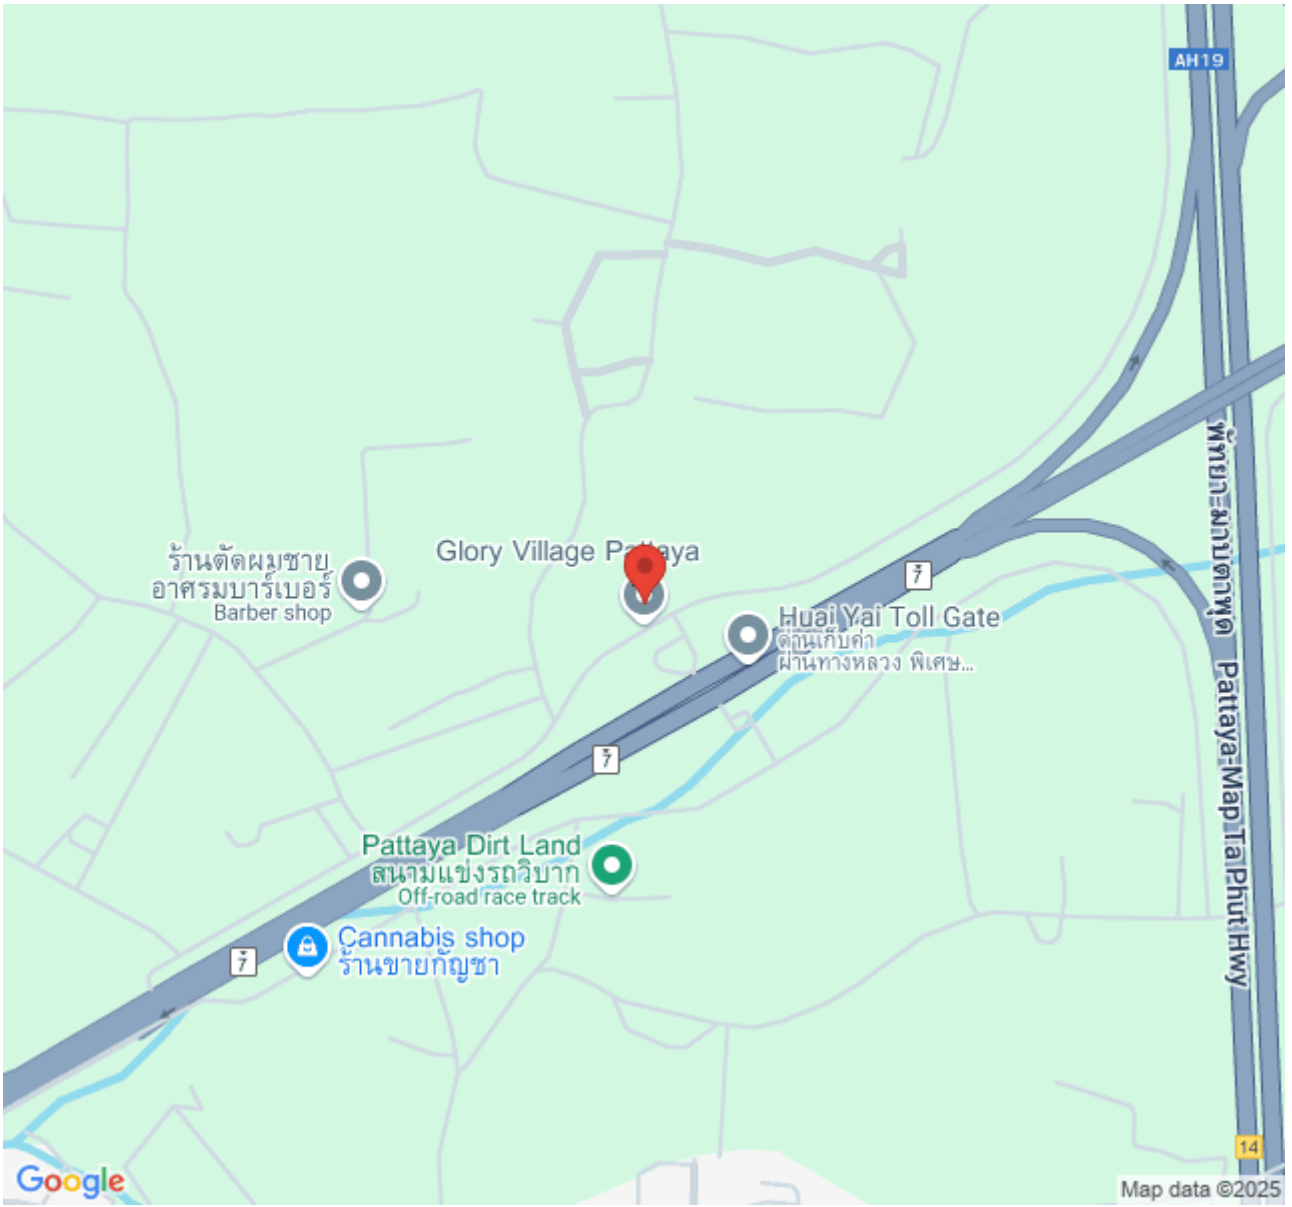 AH19
พัทยา-มาบตาพุด
Pattaya-Map Ta Phut Hwy
Glory Village Pattaya
ร้านตัดผมชาย
อาศรมบาร์เบอร์
Barber shop
7
Huai Yai Toll Gate
ด่านเก็บค่า
ผ่านทางหลวง พิเศษ...
7
Pattaya Dirt Land
สนามแข่งรถวิบาก
Off-road race track
Cannabis shop
ร้านขายกัญชา
7
14
Google
Map data ©2025